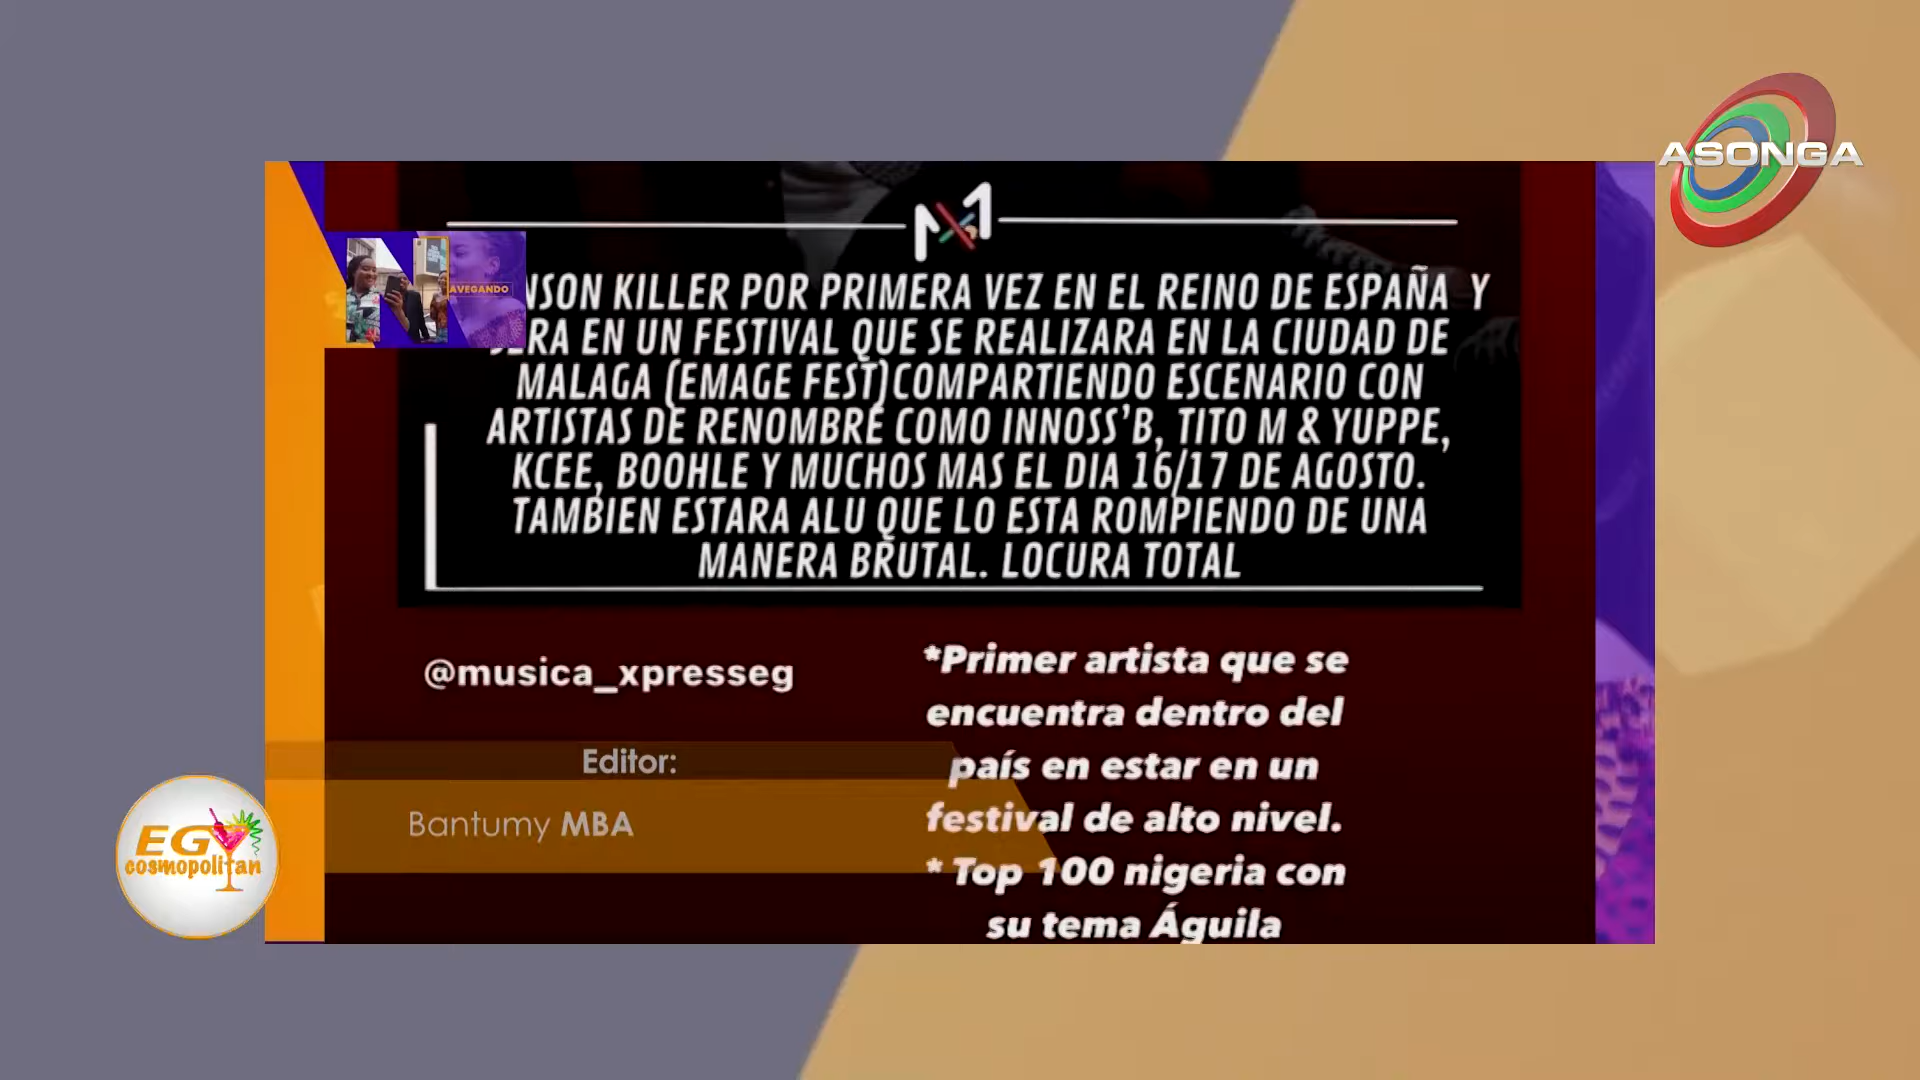 ASONGA
NSON KILLER POR PRIMERA VEZ EN EL REINO DE ESPAÑA Y
AVEGANDO
ERA EN UN FESTIVAL QUE SE REALIZARA EN LA CIUDAD DE
MALAGA (EMAGE FEST)COMPARTIENDO ESCENARIO CON
ARTISTAS DE RENOMBRE COMO INNOSS'B, TITO M & YUPPE,
KCEE, BOOHLE Y MUCHOS MAS EL DIA 16/17 DE AGOSTO.
TAMBIEN ESTARA ALU QUE LO ESTA ROMPIENDO DE UNA
MANERA BRUTAL. LOCURA TOTAL
@musica_xpresseg
*Primer artista que se
encuentra dentro del
país en estar en un
festival de alto nivel.
* Top 100 nigeria con
su tema Águila
Editor:
Bantumy MBA
EG
cosmopolitan